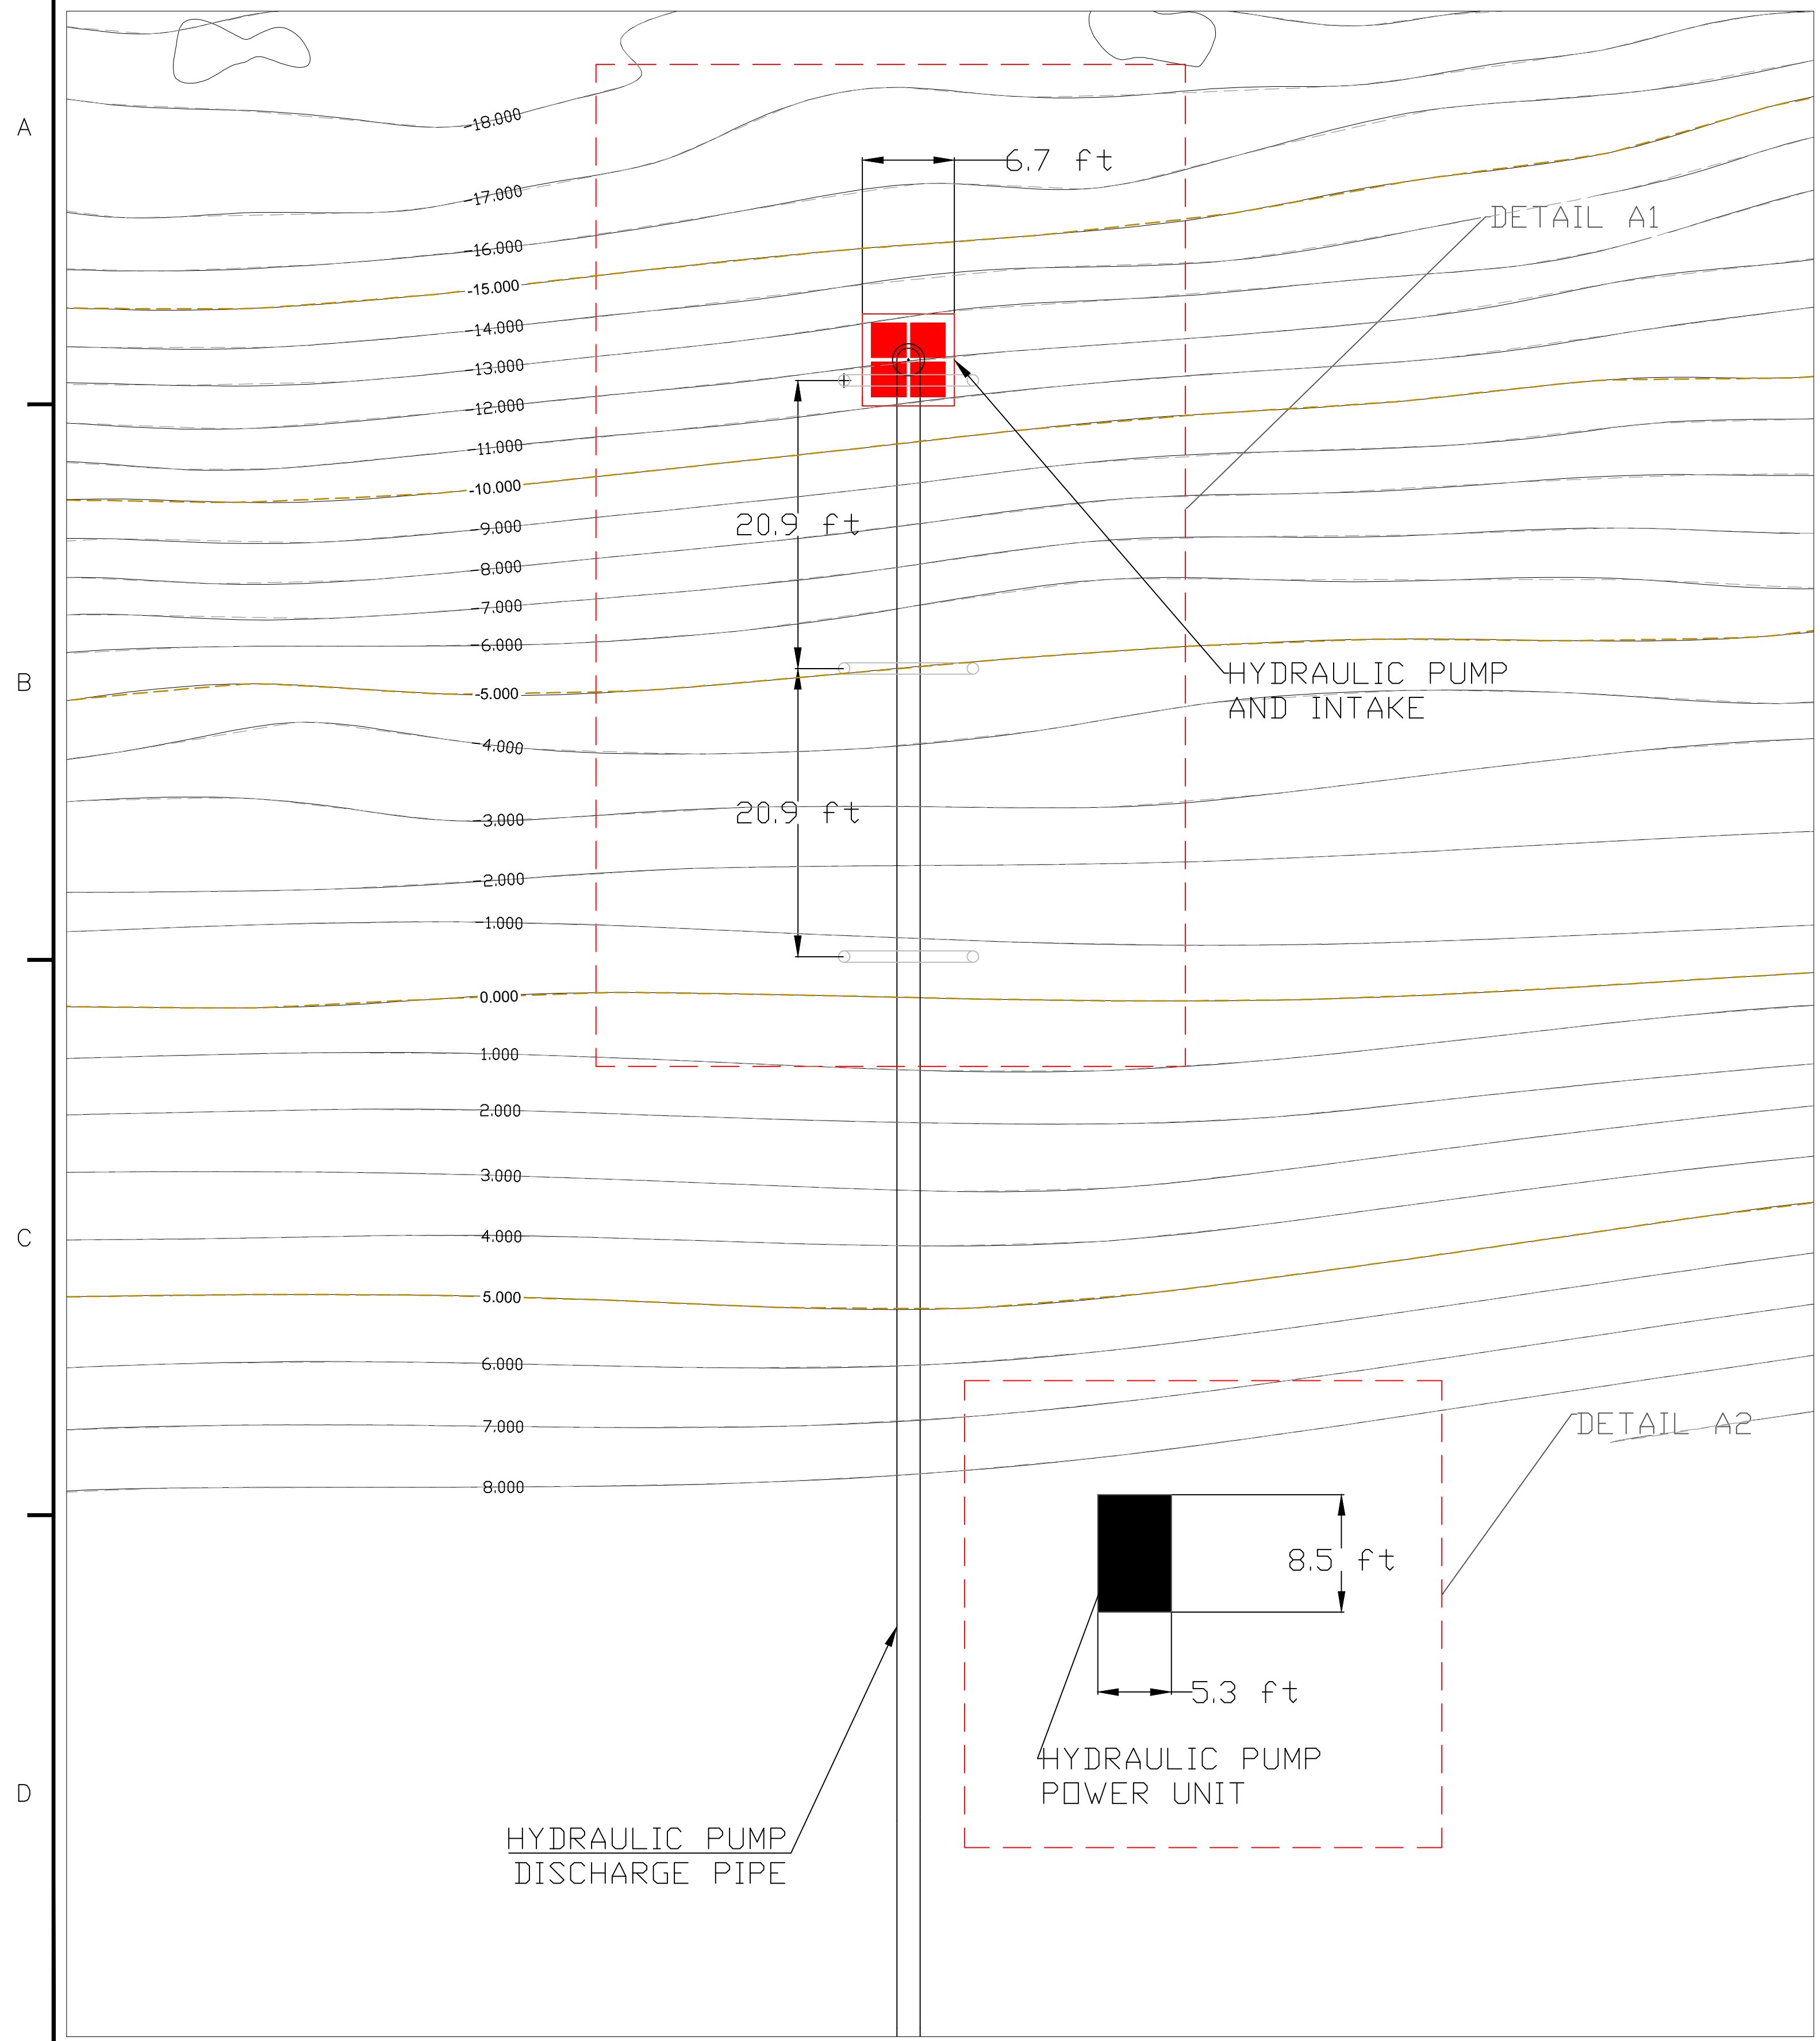 A
-18.000
6.7 ft
-17.000
DETAIL A1
-16.000
-15.000
-14.000
-13.000
-12.000
-11.000
-10.000
20.9 ft
-9.000
-8.000
-7.000
-6.000
HYDRAULIC PUMP
AND INTAKE
B
-5.000
-4.000
20.9 ft
-3.000
-2.000
-1.000
0.000
1.000
2.000
3.000
C
4.000
5.000
6.000
7.000
DETAIL A2
8.000
8.5 ft
5.3 ft
HYDRAULIC PUMP
POWER UNIT
D
HYDRAULIC PUMP
DISCHARGE PIPE